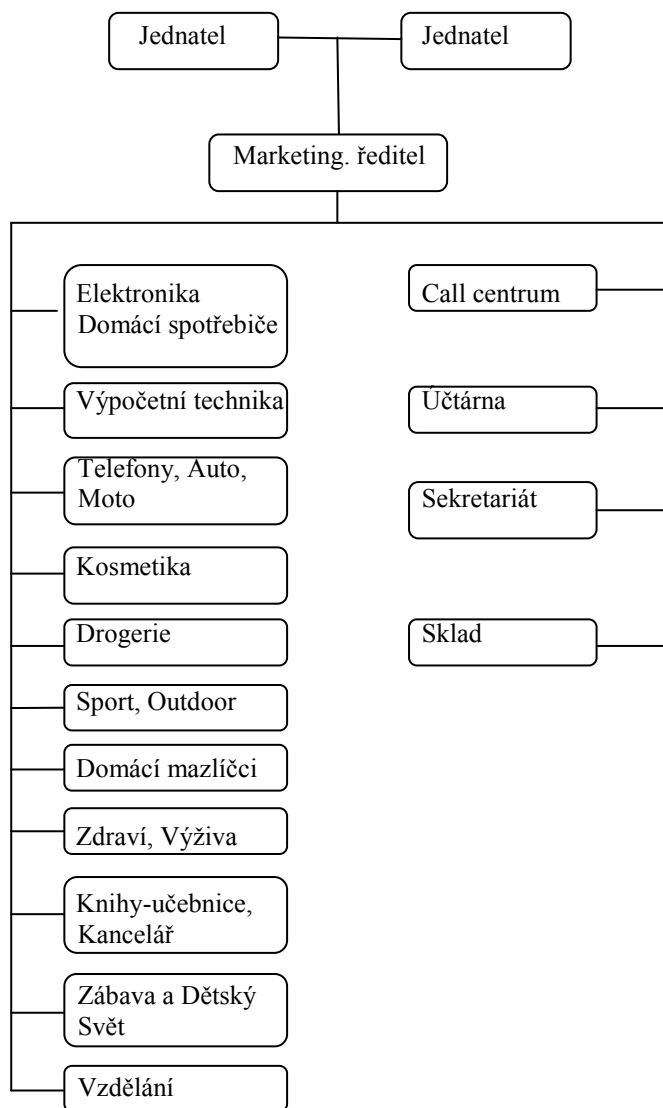 Jednatel
Jednatel
Marketing. ředitel
Elektronika
Domácí spotřebiče
Výpočetní technika
Telefony, Auto,
Moto
Kosmetika
Drogerie
Sport, Outdoor
Domácí mazlíčci
Zdraví, Výživa
Knihy-učebnice,
Kancelář
Zábava a Dětský
Svět
Vzdělání
Call centrum
Účtárna
Sekretariát
Sklad